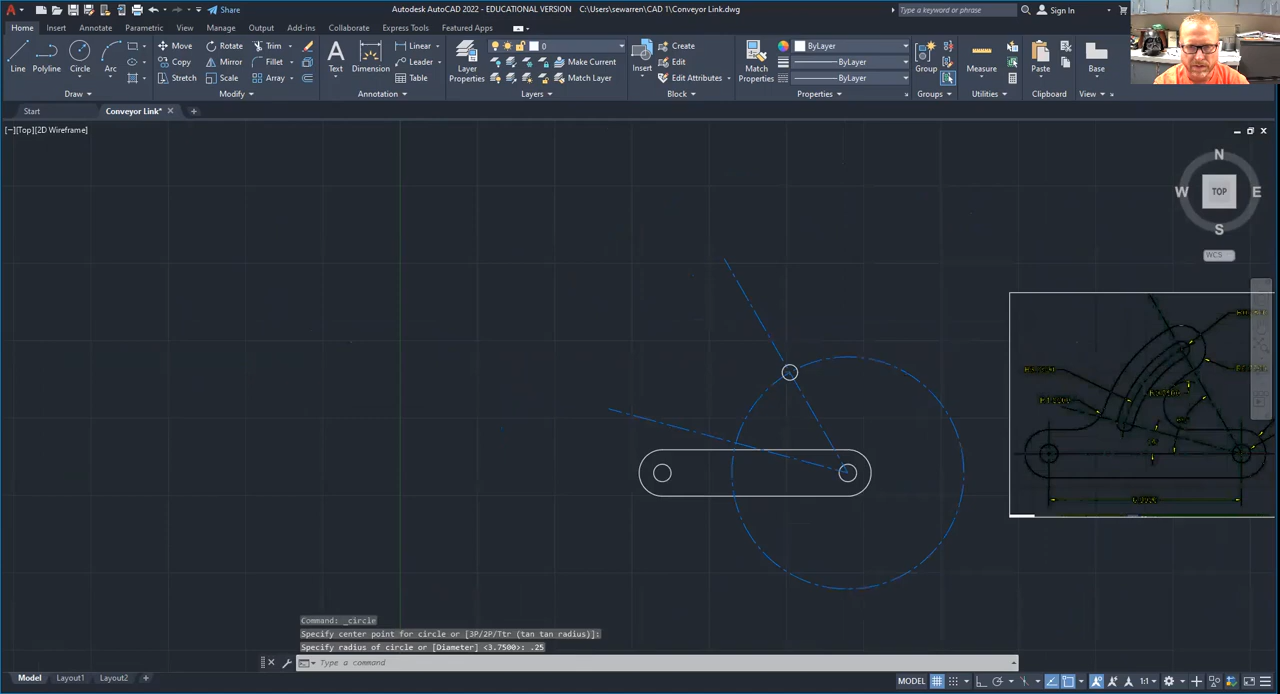 Share
Autodesk AutoCAD 2022 - EDUCATIONAL VERSION C:\Users\sewarren\CAD 1\Conveyor Link.dwg
Type a keyword or phrase
Sign In
Home Insert Annotate Parametric View Manage Output Add-ins Collaborate Express Tools Featured Apps
Line Polyline Circle Arc
Move Rotate Trim
Copy Mirror Fillet
Stretch Scale Array
Text Dimension
Linear
Leader
Table
Layer Properties
0
Make Current
Match Layer
Insert
Create
Edit
Edit Attributes
Match Properties
ByLayer
ByLayer
ByLayer
Group
Measure
Paste
Base
Draw Modify Annotation Layers Block Properties Groups Utilities Clipboard View
Start Conveyor Link*
[−][Top][2D Wireframe]
N
W TOP E
S
WCS
Command: _circle
Specify center point for circle or [3P/2P/Ttr (tan tan radius)]:
Specify radius of circle or [Diameter] <3.7500>: .25
Type a command
Model Layout1 Layout2
MODEL
1:1